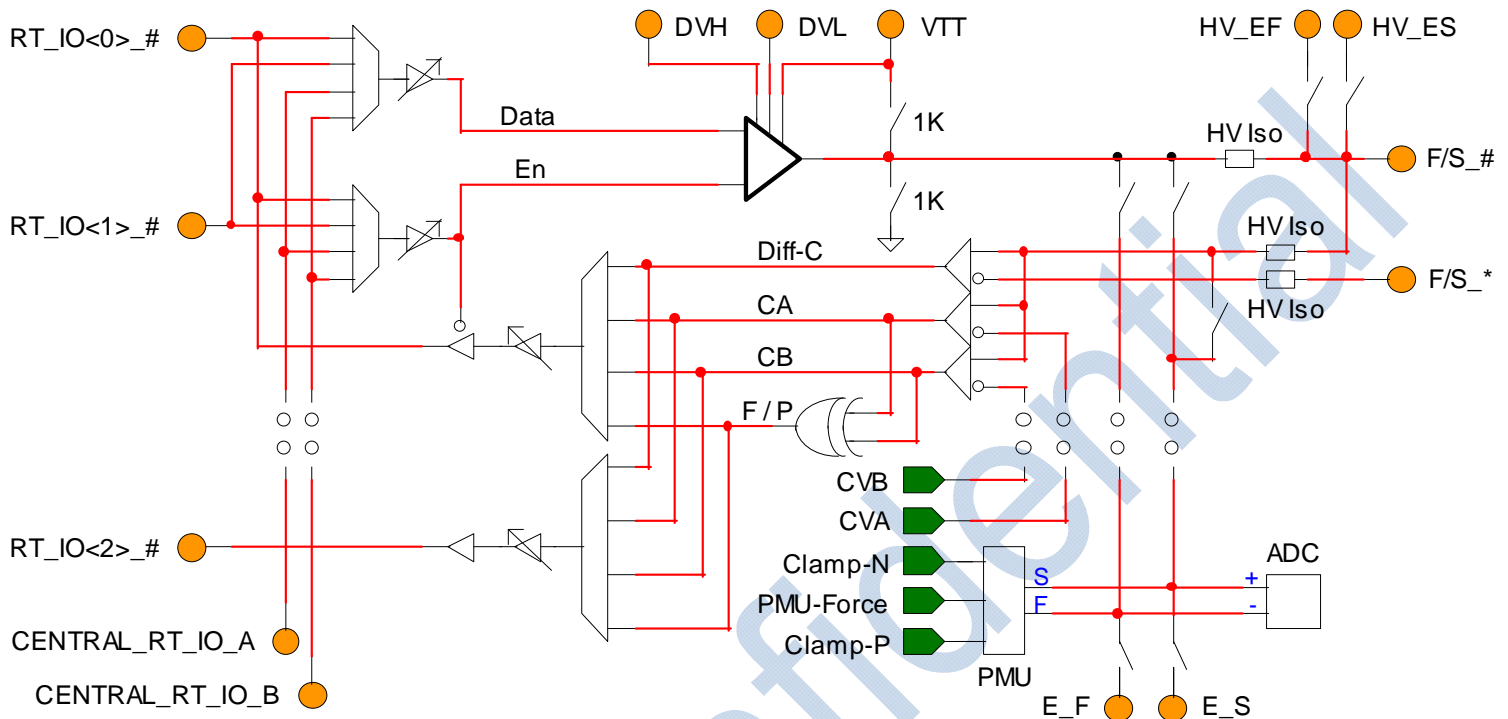 RT_IO<0>_#
DVH
DVL
VTT
HV_EF
HV_ES
Data
1K
HV Iso
F/S_#
En
1K
RT_IO<1>_#
HV Iso
Diff-C
F/S_*
HV Iso
CA
CB
F / P
CVB
CVA
RT_IO<2>_#
Clamp-N
S
+
ADC
PMU-Force
F
-
Clamp-P
CENTRAL_RT_IO_A
PMU
CENTRAL_RT_IO_B
E_F
E_S
nfidential